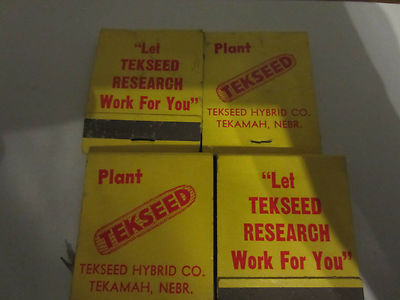 "Let
TEKSEED
RESEARCH
Work For You"
Plant
TEKSEED
TEKSEED HYBRID CO.
TEKAMAH, NEBR.
Plant
TEKSEED
TEKSEED HYBRID CO.
TEKAMAH, NEBR.
"Let
TEKSEED
RESEARCH
Work For You"